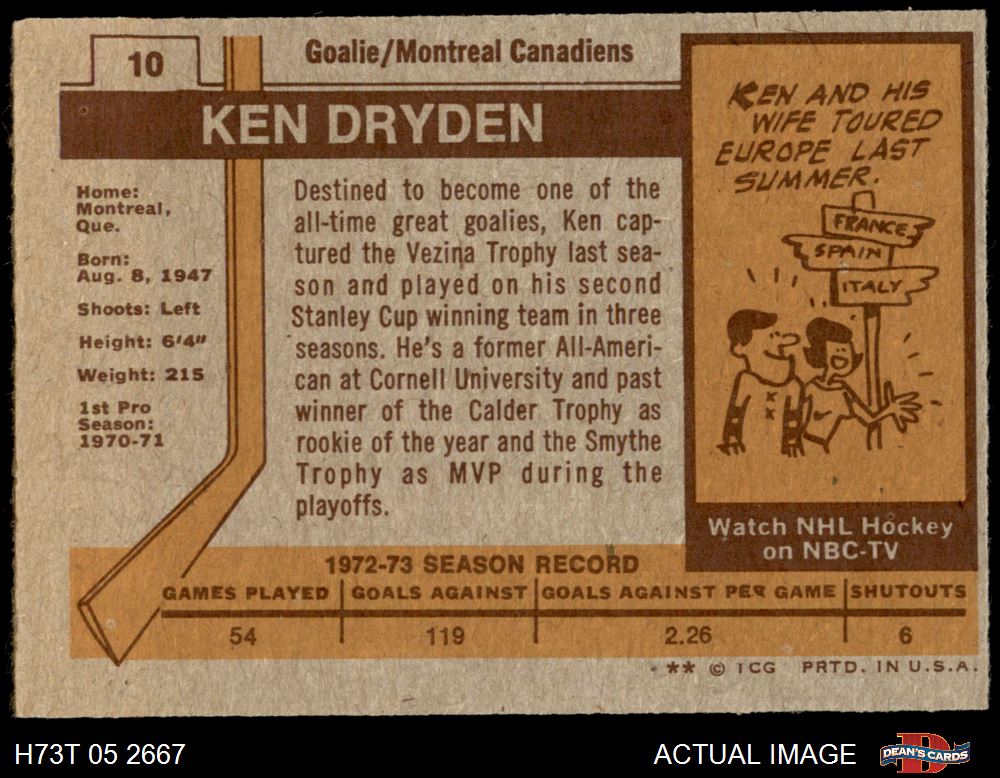 10
Goalie/Montreal Canadiens
KEN DRYDEN
Home:
Montreal,
Que.
Born:
Aug. 8, 1947
Shoots: Left
Height: 6'4"
Weight: 215
1st Pro
Season:
1970-71
Destined to become one of the
all-time great goalies, Ken cap-
tured the Vezina Trophy last sea-
son and played on his second
Stanley Cup winning team in three
seasons. He's a former All-Ameri-
can at Cornell University and past
winner of the Calder Trophy as
rookie of the year and the Smythe
Trophy as MVP during the
playoffs.
KEN AND HIS
WIFE TOURED
EUROPE LAST
SUMMER.
FRANCE
SPAIN
ITALY
Watch NHL Hockey
on NBC-TV
1972-73 SEASON RECORD
GAMES PLAYED GOALS AGAINST GOALS AGAINST PER GAME SHUTOUTS
54 119 2.26 6
** © TCG PRTD. IN U.S.A.
H73T 05 2667
ACTUAL IMAGE
DEAN'S CARDS